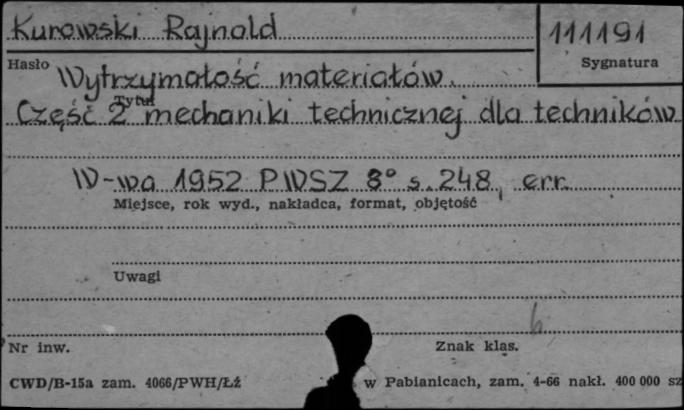 Kurowski Rajnold
111191
Hasło
Sygnatura
Wytrzymałość materiałów.
Tytuł
Część 2 mechaniki technicznej dla techników
W-wa 1952 PWSZ 8° s. 248, err.
Miejsce, rok wyd., nakładca, format, objętość
Uwagi
b
Nr inw.
Znak klas.
CWD/B-15a zam. 4066/PWH/Łź
w Pabianicach, zam. 4-66 nakł. 400 000 sz